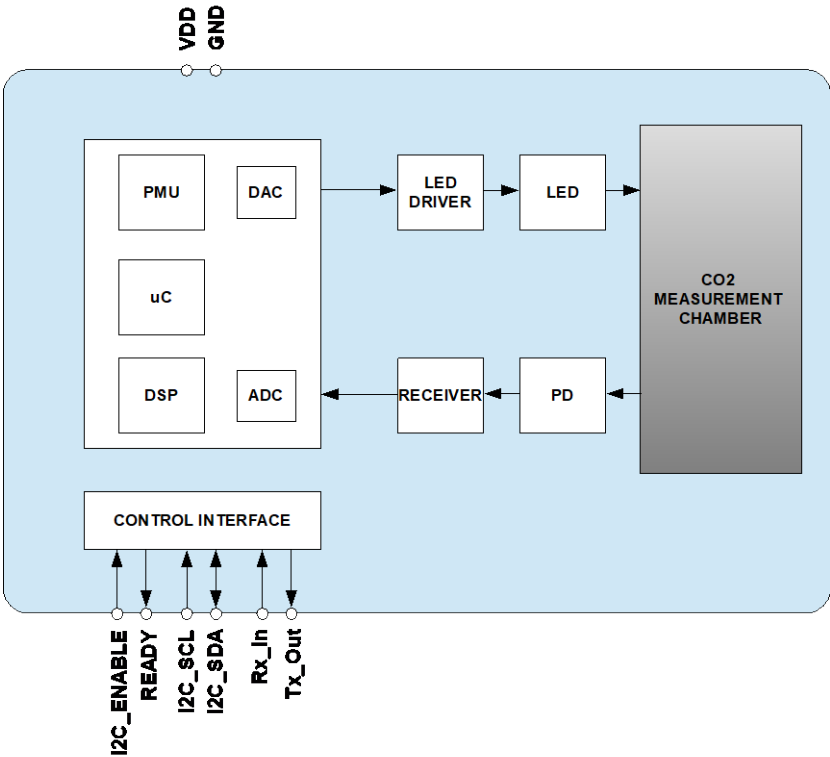 VDD
GND
PMU
DAC
LED
DRIVER
LED
uC
CO2
MEASUREMENT
CHAMBER
DSP
ADC
RECEIVER
PD
CONTROL INTERFACE
I2C_ENABLE
READY
I2C_SCL
I2C_SDA
Rx_In
Tx_Out